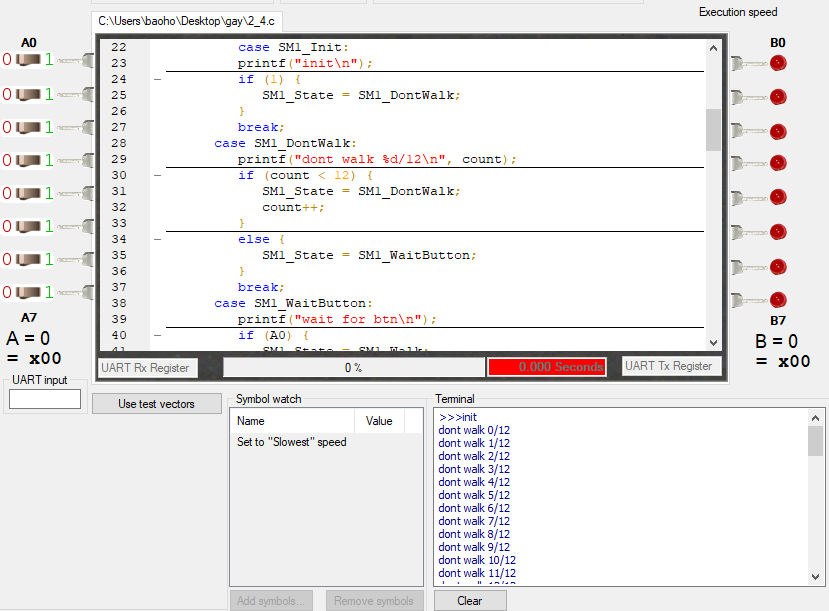 Execution speed
C:\Users\baoho\Desktop\gay\2_4.c
A0
B0
22 case SM1_Init:
23 printf("init\n");
24 if (1) {
25 SM1_State = SM1_DontWalk;
26 }
27 break;
28 case SM1_DontWalk:
29 printf("dont walk %d/12\n", count);
30 if (count < 12) {
31 SM1_State = SM1_DontWalk;
32 count++;
33 }
34 else {
35 SM1_State = SM1_WaitButton;
36 }
37 break;
38 case SM1_WaitButton:
39 printf("wait for btn\n");
40 if (A0) {
0 1
0 1
0 1
0 1
0 1
0 1
0 1
0 1
A7
A = 0
= x00
B7
B = 0
= x00
UART Rx Register
0 %
0.000 Seconds
UART Tx Register
UART input
Use test vectors
Symbol watch
Name Value
Set to "Slowest" speed
Add symbols...
Remove symbols
Terminal
>>>init
dont walk 0/12
dont walk 1/12
dont walk 2/12
dont walk 3/12
dont walk 4/12
dont walk 5/12
dont walk 6/12
dont walk 7/12
dont walk 8/12
dont walk 9/12
dont walk 10/12
dont walk 11/12
Clear